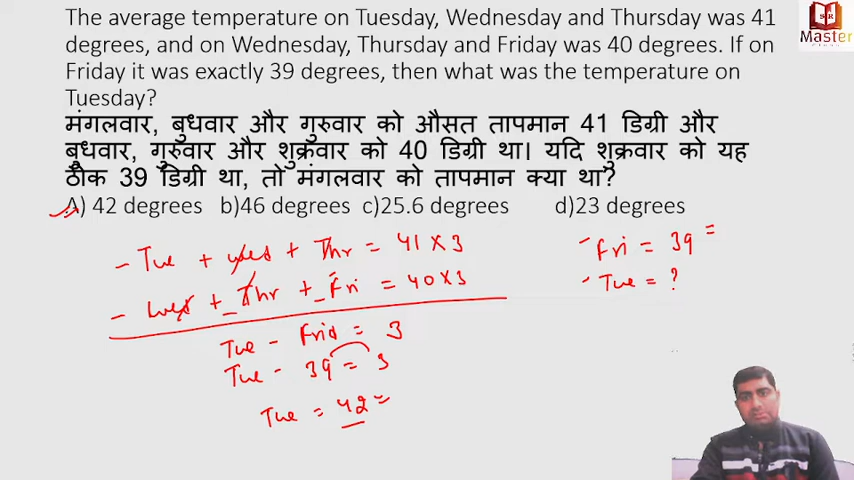 The average temperature on Tuesday, Wednesday and Thursday was 41
degrees, and on Wednesday, Thursday and Friday was 40 degrees. If on
Friday it was exactly 39 degrees, then what was the temperature on
Tuesday?
मंगलवार, बुधवार और गुरुवार को औसत तापमान 41 डिग्री और
बुधवार, गुरुवार और शुक्रवार को 40 डिग्री था। यदि शुक्रवार को यह
ठीक 39 डिग्री था, तो मंगलवार को तापमान क्या था?
A) 42 degrees b)46 degrees c)25.6 degrees d)23 degrees
- Tue + wed + Thr = 41 × 3
- wed + Thr + Fri = 40 × 3
Tue - Frid = 3
Tue - 39 = 3
Tue = 42 =
- Fri = 39 =
- Tue = ?
SR
Master